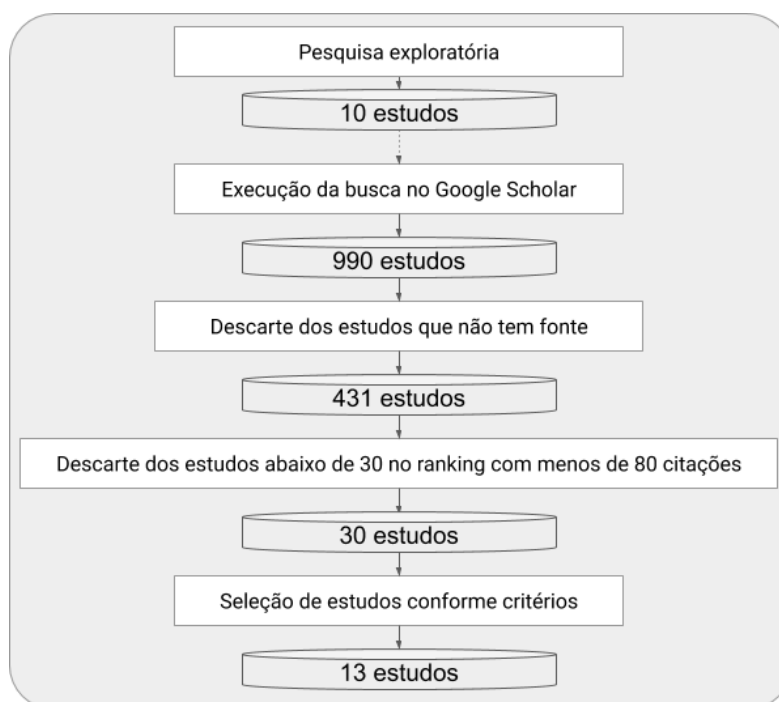 Pesquisa exploratória
10 estudos
Execução da busca no Google Scholar
990 estudos
Descarte dos estudos que não tem fonte
431 estudos
Descarte dos estudos abaixo de 30 no ranking com menos de 80 citações
30 estudos
Seleção de estudos conforme critérios
13 estudos